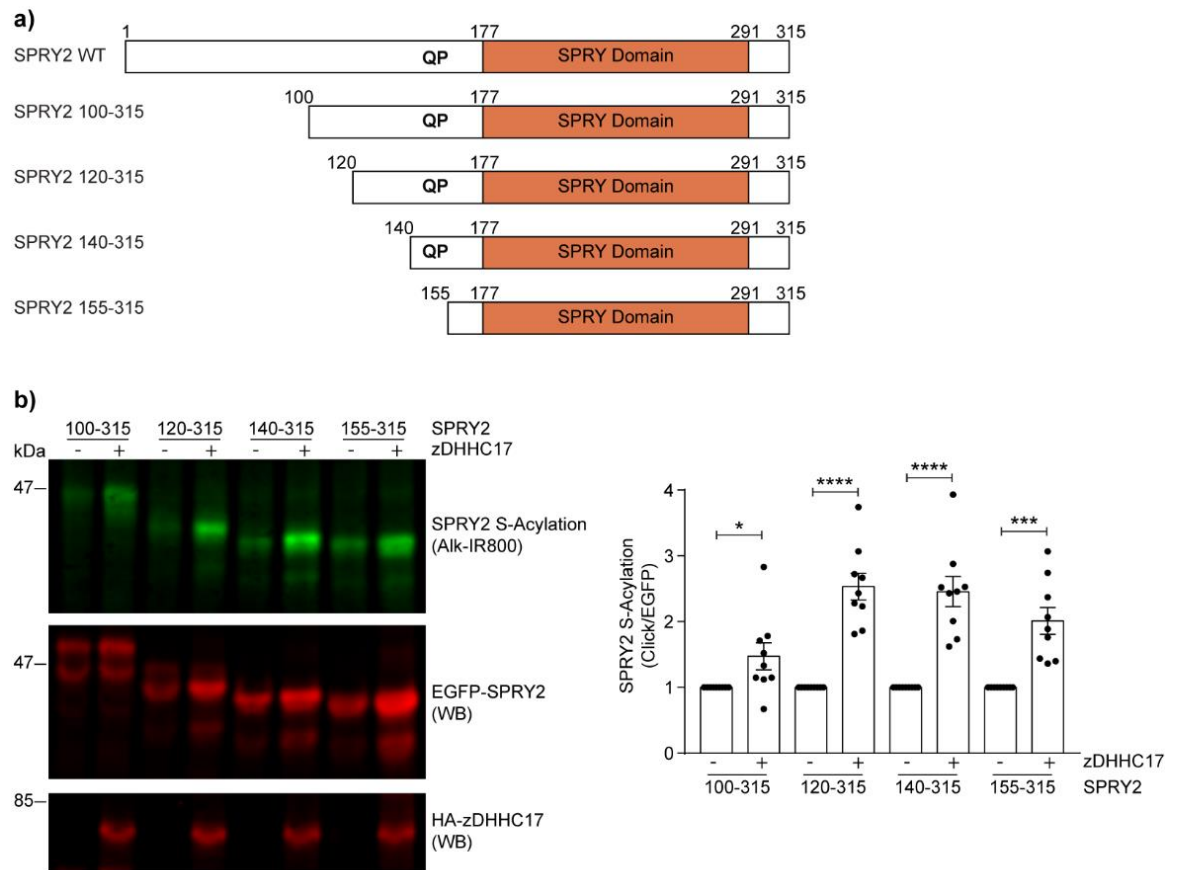 a)
1 177 291 315
SPRY2 WT QP SPRY Domain
100 177 291 315
SPRY2 100-315 QP SPRY Domain
120 177 291 315
SPRY2 120-315 QP SPRY Domain
140 177 291 315
SPRY2 140-315 QP SPRY Domain
155 177 291 315
SPRY2 155-315 SPRY Domain
b)
100-315 120-315 140-315 155-315 SPRY2
kDa - + - + - + - + zDHHC17
47
SPRY2 S-Acylation
(Alk-IR800)
47
EGFP-SPRY2
(WB)
85
HA-zDHHC17
(WB)
SPRY2 S-Acylation
(Click/EGFP)
4
3
2
1
0
* **** **** ***
- + - + - + - + zDHHC17
100-315 120-315 140-315 155-315 SPRY2